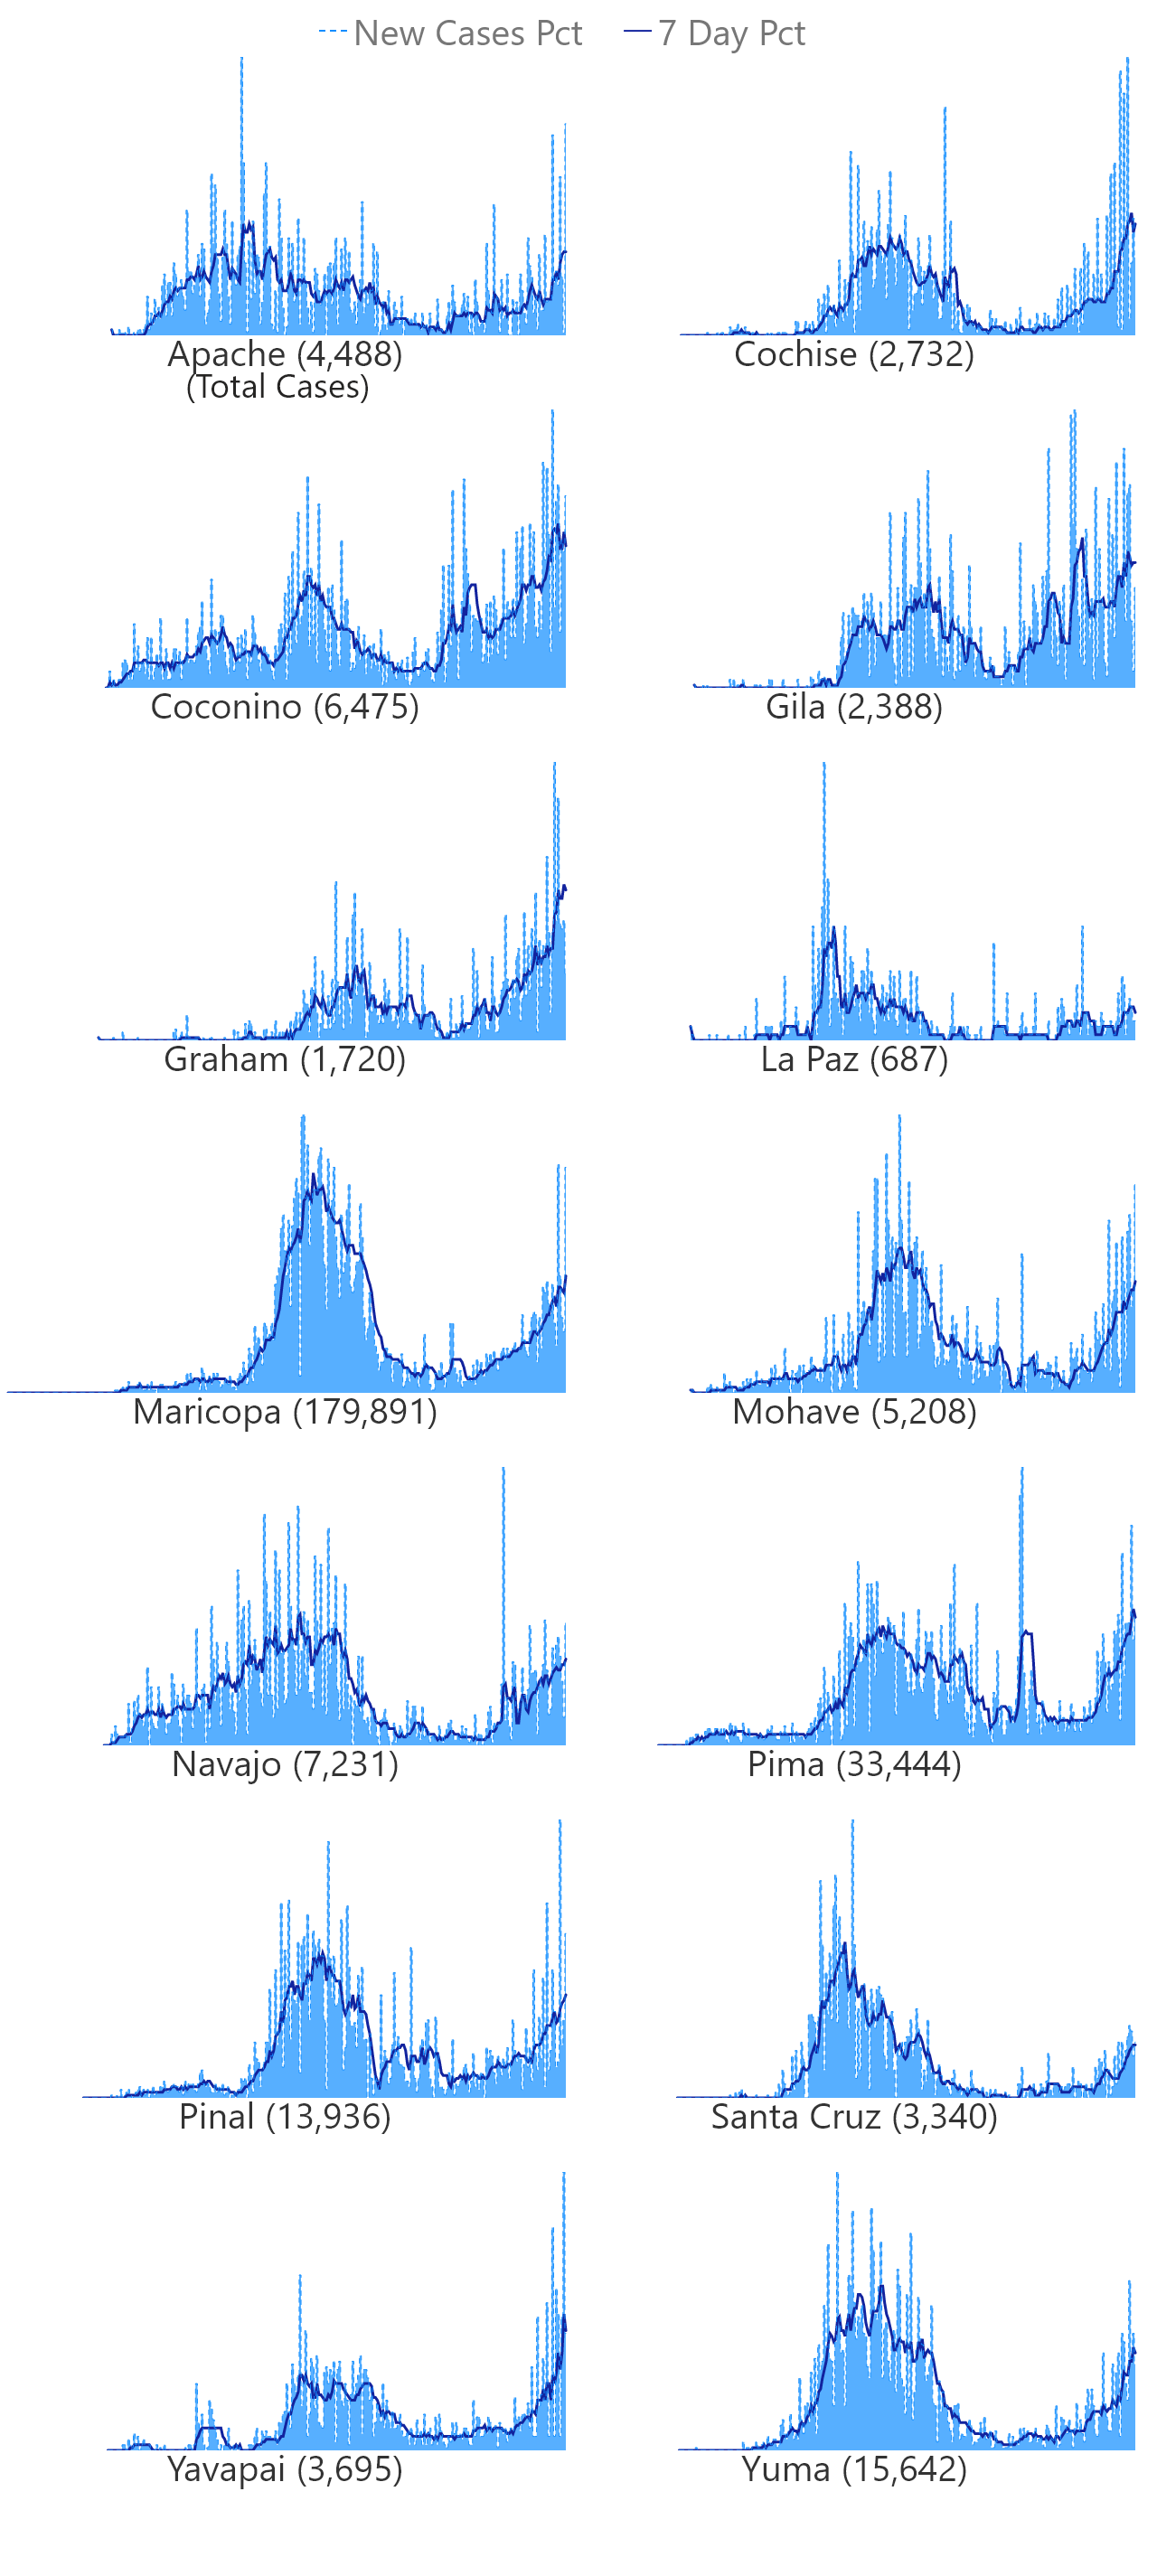 New Cases Pct 7 Day Pct
Apache (4,488) Cochise (2,732)
(Total Cases)
Coconino (6,475) Gila (2,388)
Graham (1,720) La Paz (687)
Maricopa (179,891) Mohave (5,208)
Navajo (7,231) Pima (33,444)
Pinal (13,936) Santa Cruz (3,340)
Yavapai (3,695) Yuma (15,642)